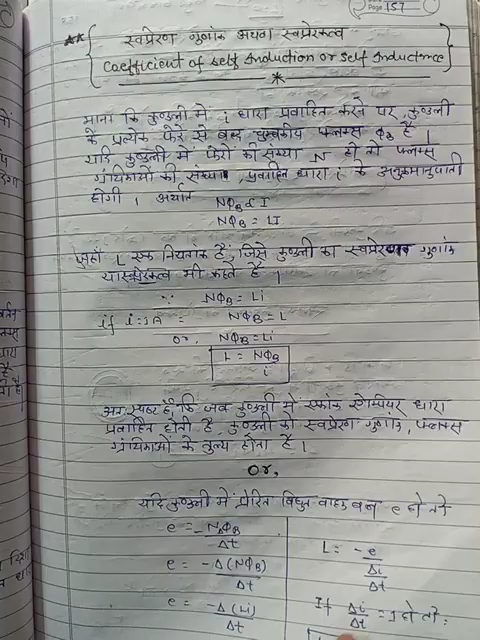 Page 157
** स्वप्रेरण गुणांक अथवा स्वप्रेरकत्व
Coefficient of self Induction or self Inductance
*
माना कि कुण्डली में i धारा प्रवाहित करने पर कुण्डली
के प्रत्येक फेरे से बद्ध चुम्बकीय फ्लक्स ϕB है |
यदि कुण्डली में फेरों की संख्या N हो तो फ्लक्स
ग्रंथिकाओं की संख्या, प्रवाहित धारा i के अनुक्रमानुपाती
होगी । अर्थात
NϕB ∝ I
NϕB = LI
जहाँ L एक नियतांक है, जिसे कुण्डली का स्वप्रेरण गुणांक
या स्वप्रेरकत्व भी कहते हैं |
∵ NϕB = Li
if i = 1A = NϕB = L
or, NϕB = Li
L = NϕB
i
अतः स्पष्ट है, कि जब कुण्डली में एकांक एम्पियर धारा
प्रवाहित होती है, कुण्डली का स्वप्रेरण गुणांक, फ्लक्स
ग्रंथिकाओं के तुल्य होता है |
Or,
यदि कुण्डली में प्रेरित विद्युत वाहक बल e हो तो
e = -NΔϕB
Δt
e = -Δ(NϕB)
Δt
e = -Δ(Li)
Δt
L = -e
Δi
Δt
If Δi/Δt = 1 हो तो: